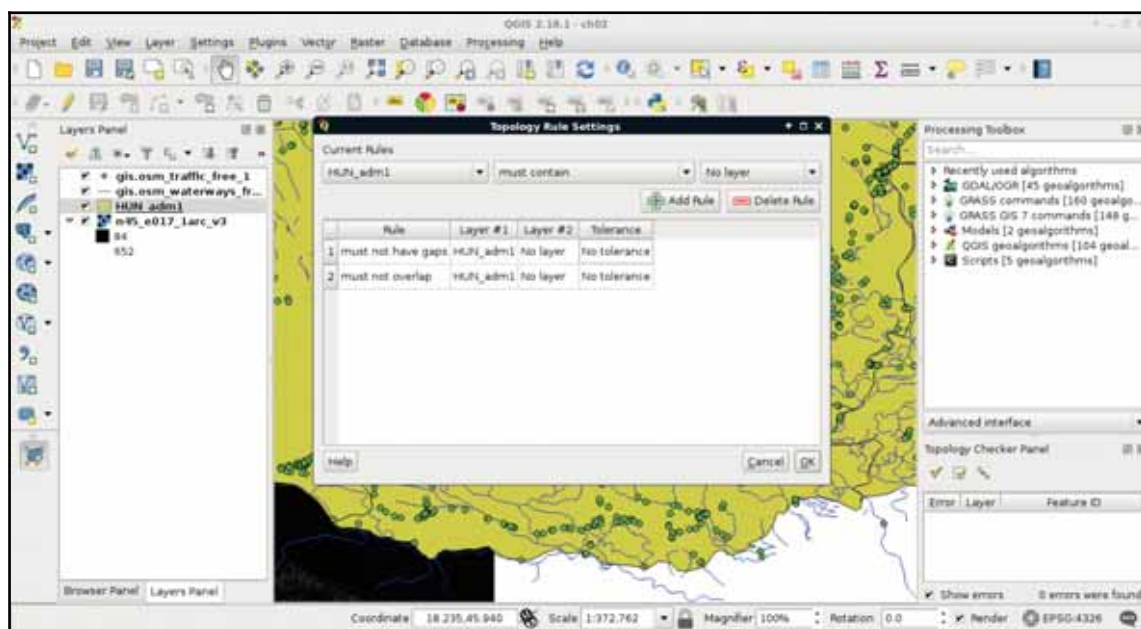 QGIS 2.18.1 - ch02
Project Edit View Layer Settings Plugins Vector Raster Database Processing Help
Layers Panel
gis.osm_traffic_free_1
gis.osm_waterways_fr...
HUN_adm1
n45_e017_1arc_v3
84
652
Browser Panel Layers Panel
Topology Rule Settings
Current Rules
HUN_adm1 must contain No layer
Add Rule Delete Rule
Rule Layer #1 Layer #2 Tolerance
1 must not have gaps HUN_adm1 No layer No tolerance
2 must not overlap HUN_adm1 No layer No tolerance
Help Cancel OK
Processing Toolbox
Search...
Recently used algorithms
GDAL/OGR [45 geoalgorithms]
GRASS commands [160 geoalgo...
GRASS GIS 7 commands [148 g...
Models [2 geoalgorithms]
QGIS geoalgorithms [104 geoal...
Scripts [5 geoalgorithms]
Advanced interface
Topology Checker Panel
Error Layer Feature ID
Show errors 0 errors were found
Coordinate 18.235,45.940 Scale 1:372,762 Magnifier 100% Rotation 0.0 Render EPSG:4326